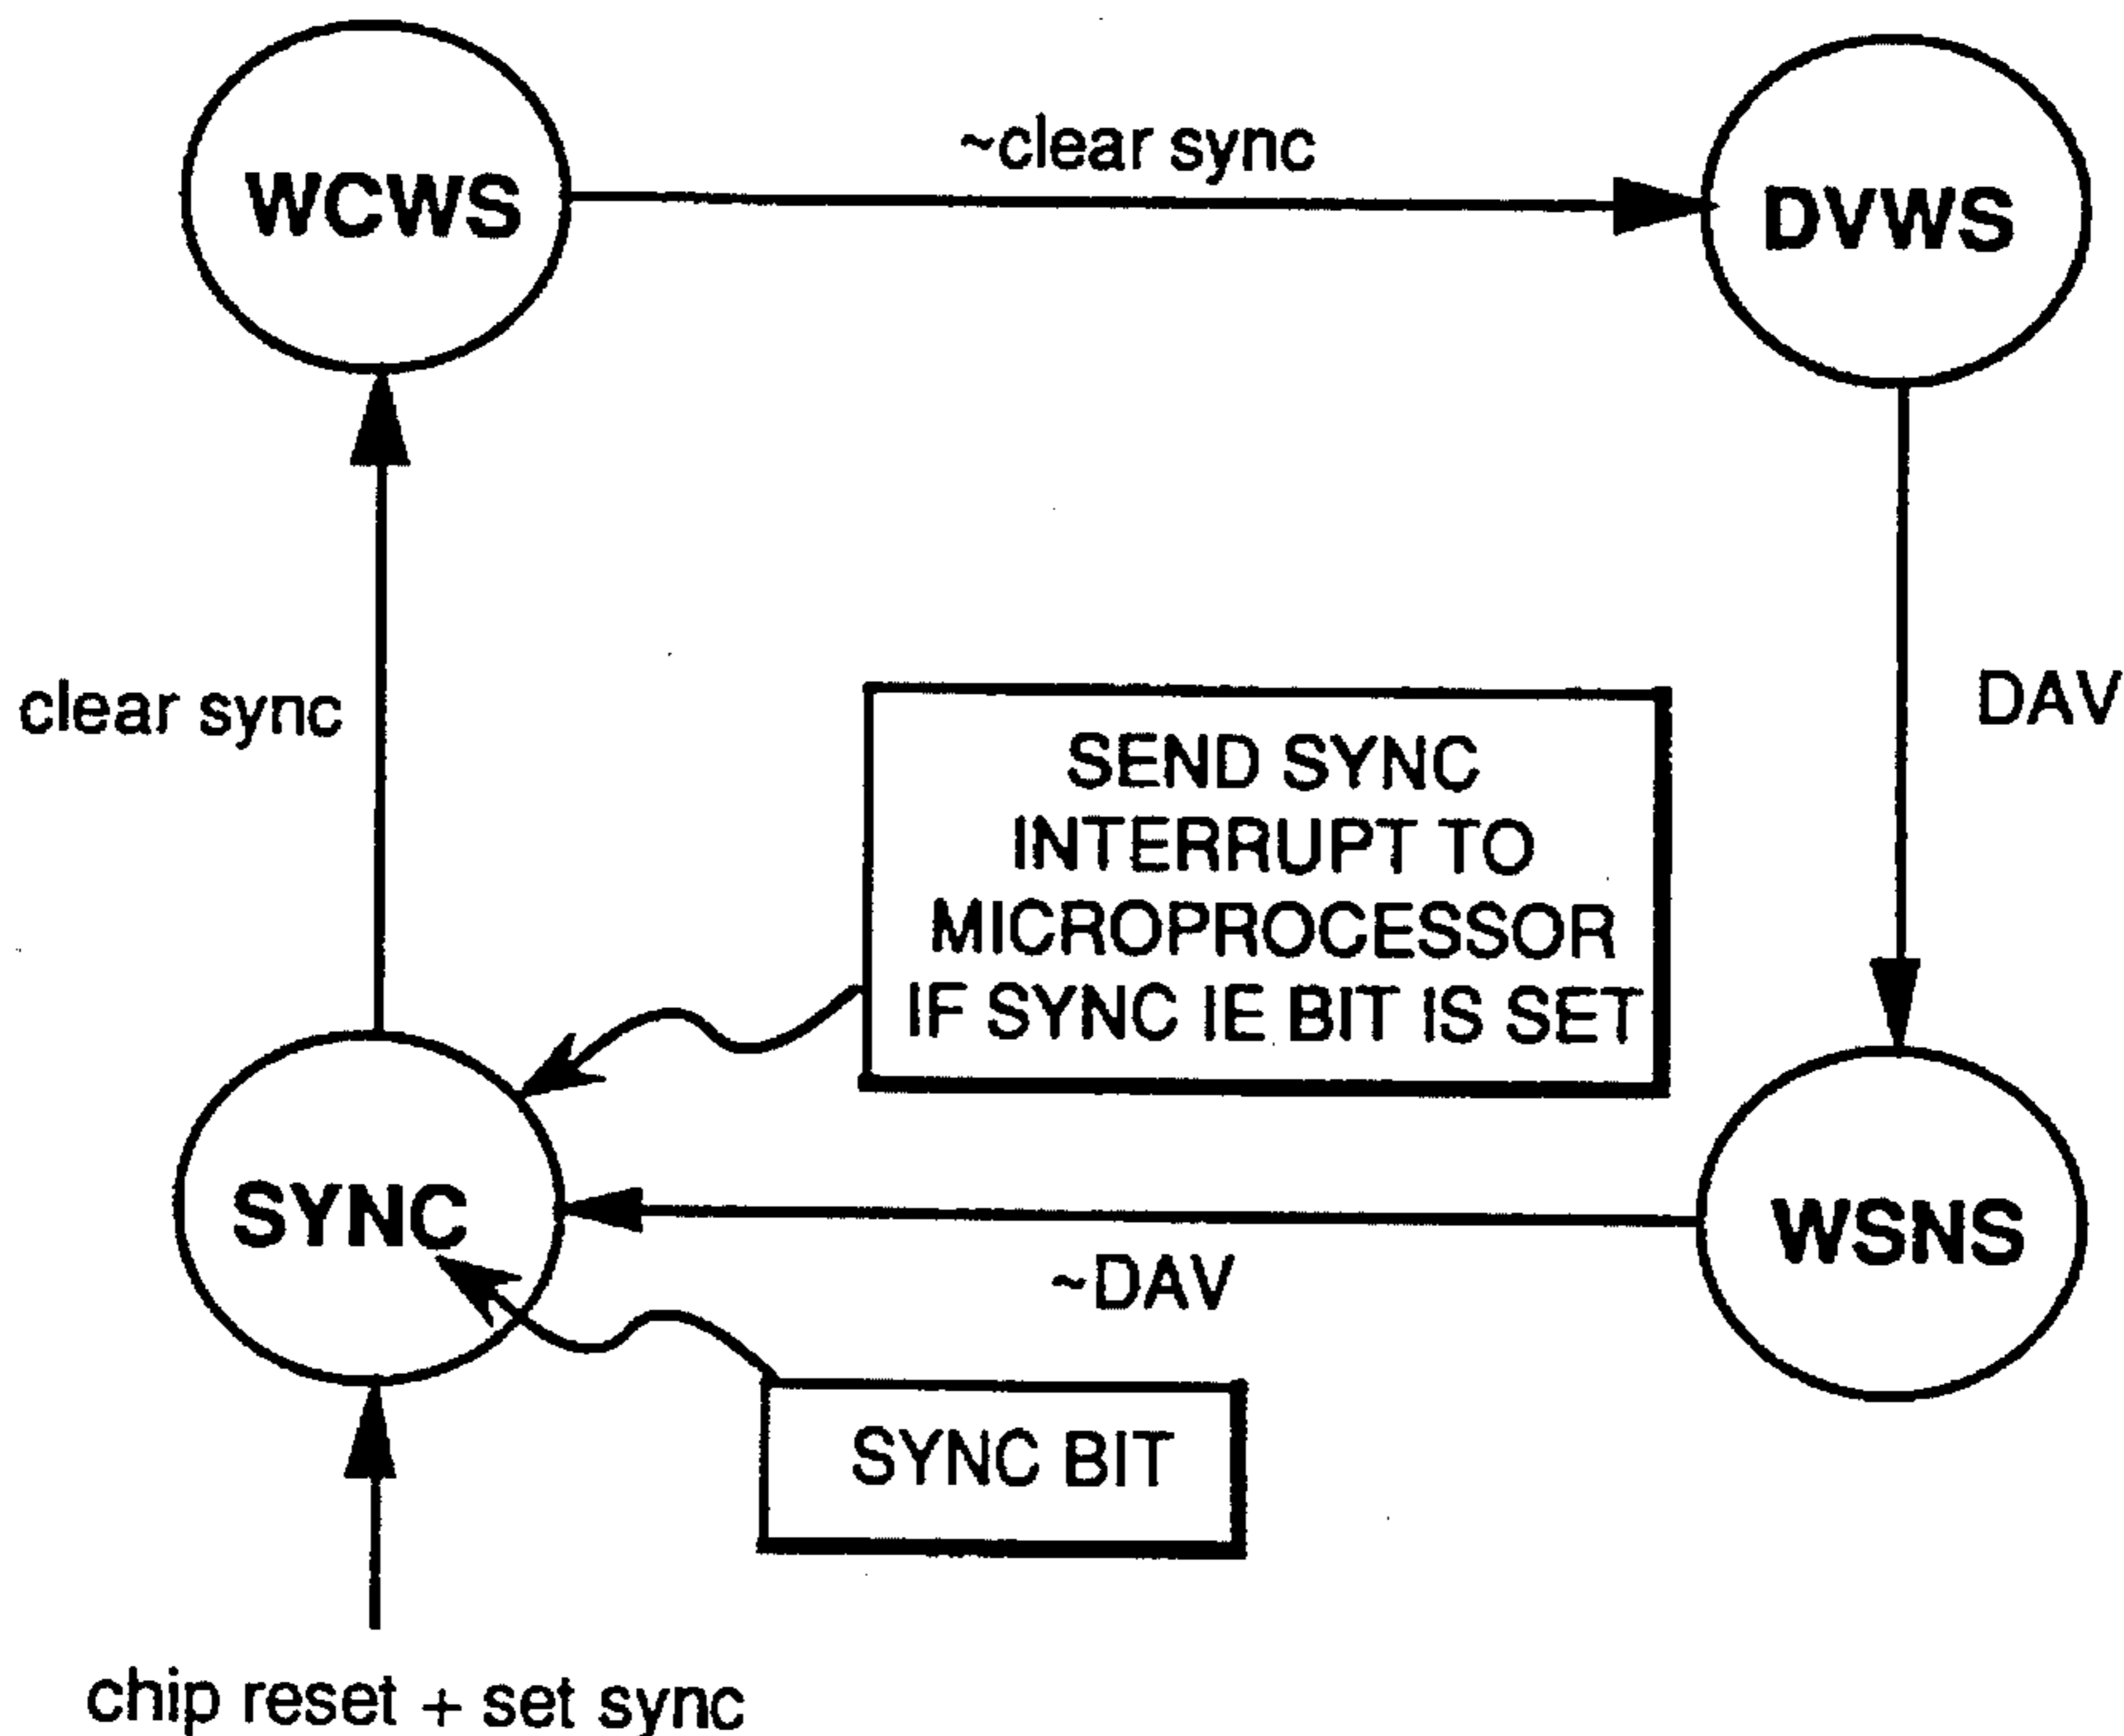 ~clear sync
WCWS
DVWS
clear sync
DAV
SEND SYNC
INTERRUPT TO
MICROPROCESSOR
IF SYNC IE BIT IS SET
SYNC
WSNS
~DAV
SYNC BIT
chip reset + set sync